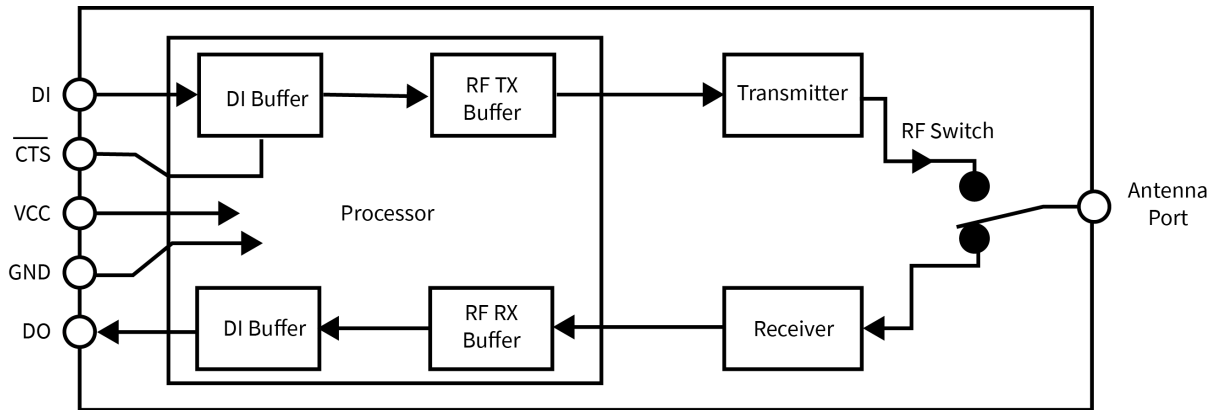 DI
CTS
VCC
GND
DO
DI Buffer
RF TX
Buffer
Processor
DI Buffer
RF RX
Buffer
Transmitter
RF Switch
Receiver
Antenna
Port